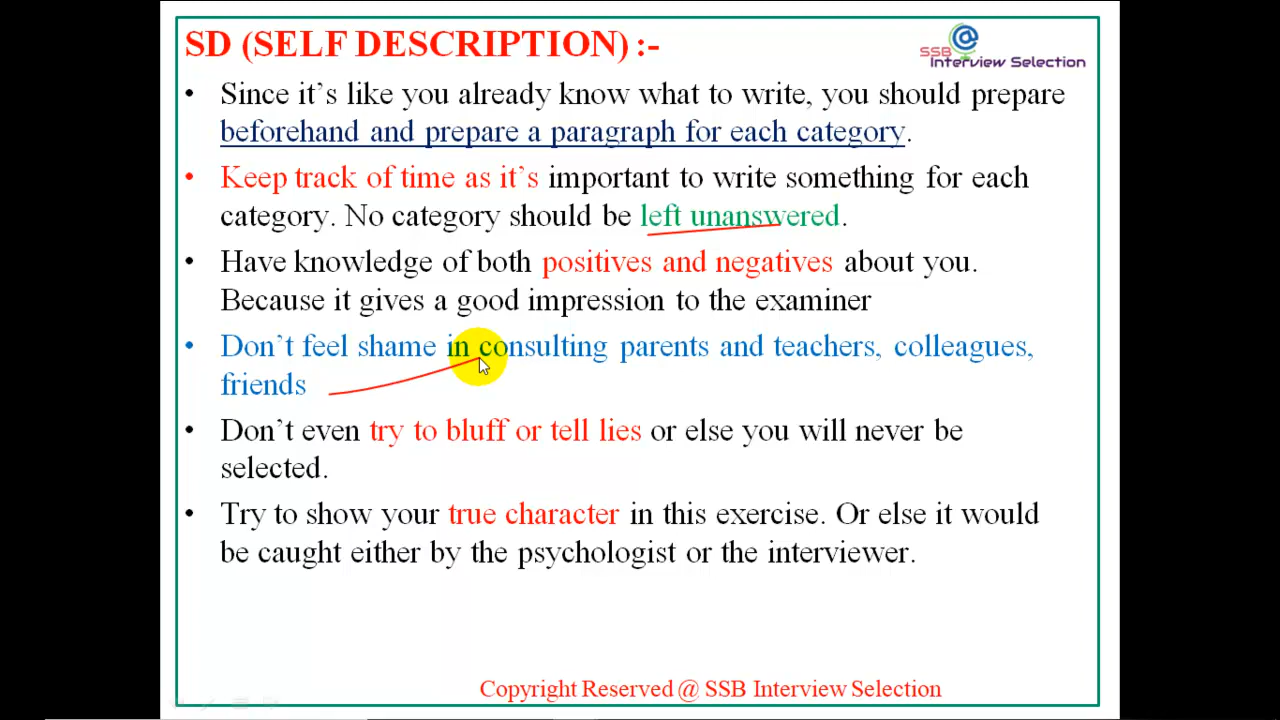 SD (SELF DESCRIPTION) :-
SSB
Interview Selection
• Since it’s like you already know what to write, you should prepare
beforehand and prepare a paragraph for each category.
• Keep track of time as it’s important to write something for each
category. No category should be left unanswered.
• Have knowledge of both positives and negatives about you.
Because it gives a good impression to the examiner
• Don’t feel shame in consulting parents and teachers, colleagues,
friends
• Don’t even try to bluff or tell lies or else you will never be
selected.
• Try to show your true character in this exercise. Or else it would
be caught either by the psychologist or the interviewer.
Copyright Reserved @ SSB Interview Selection